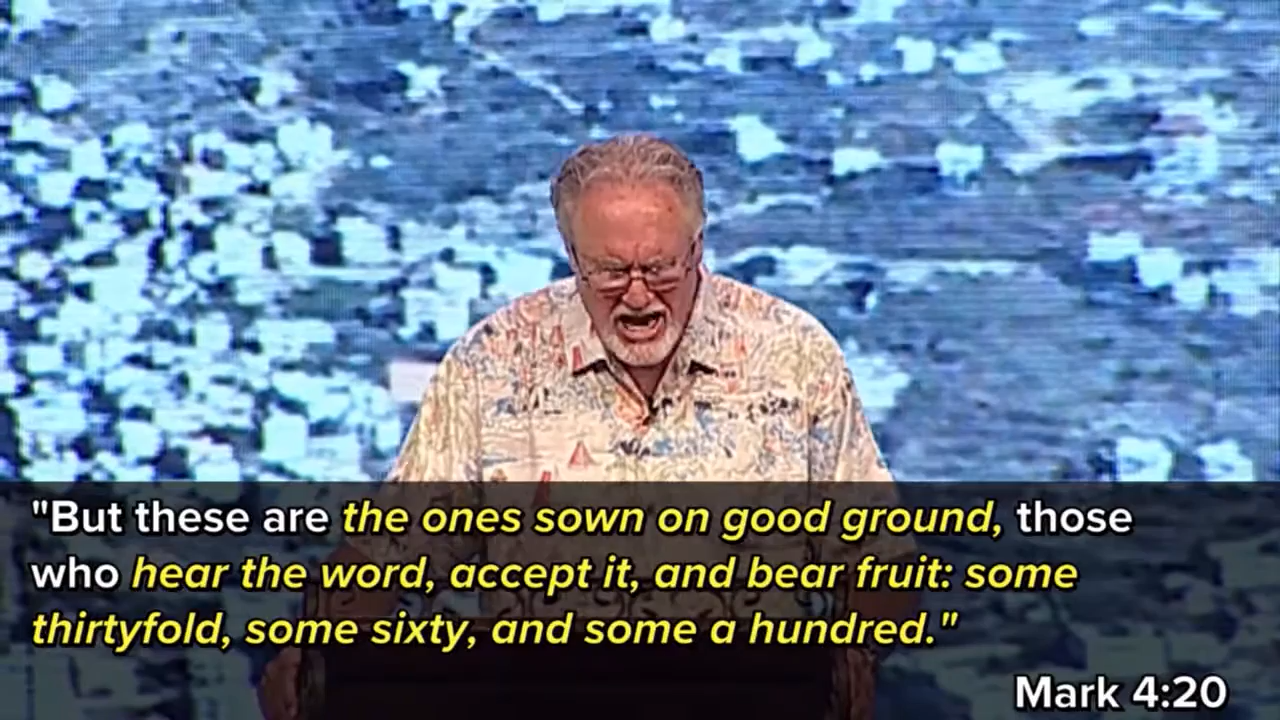 "But these are the ones sown on good ground, those
who hear the word, accept it, and bear fruit: some
thirtyfold, some sixty, and some a hundred."
Mark 4:20